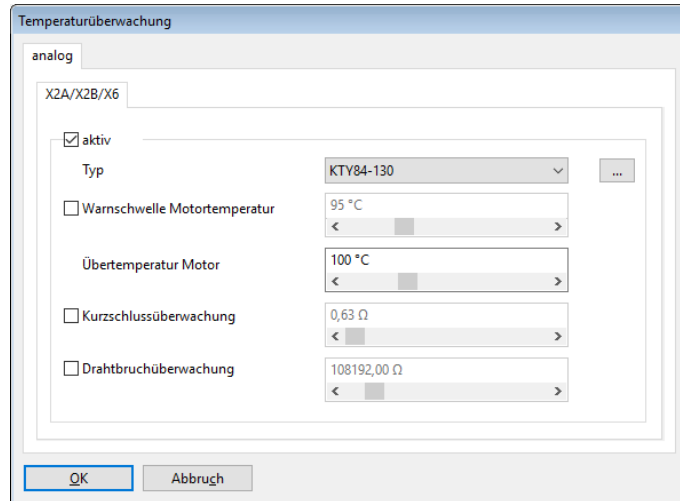 Temperaturüberwachung
analog
X2A/X2B/X6
aktiv
Typ
KTY84-130
...
Warnschwelle Motortemperatur
95 °C
Übertemperatur Motor
100 °C
Kurzschlussüberwachung
0,63 Ω
Drahtbruchüberwachung
108192,00 Ω
OK
Abbruch